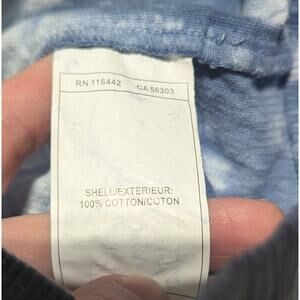 RN 116442 CA 56303
SHELL/EXTERIEUR:
100% COTTON/COTON